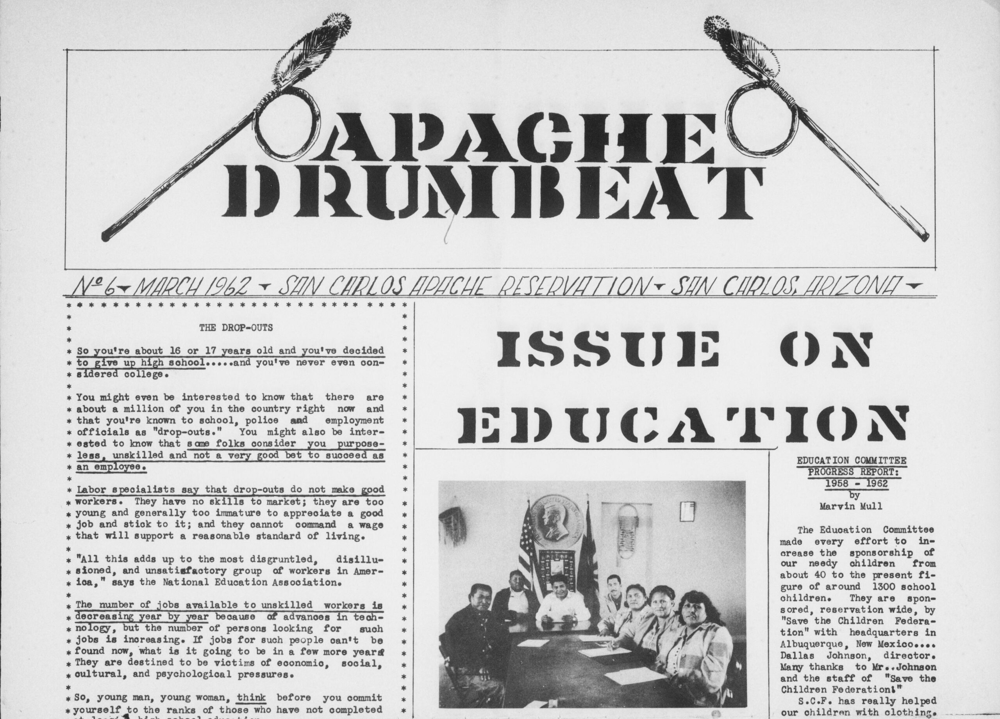 APACHE
DRUMBEAT
Nº 6 - MARCH 1962 - SAN CARLOS APACHE RESERVATION - SAN CARLOS, ARIZONA -
* * * * * * * * * * * * * * * * * * * * * * * * * * * * *
THE DROP-OUTS
So you're about 16 or 17 years old and you've decided
to give up high school.....and you've never even con-
sidered college.
You might even be interested to know that there are
about a million of you in the country right now and
that you're known to school, police and employment
officials as "drop-outs." You might also be inter-
ested to know that some folks consider you purpose-
less, unskilled and not a very good bet to succeed as
an employee.
Labor specialists say that drop-outs do not make good
workers. They have no skills to market; they are too
young and generally too immature to appreciate a good
job and stick to it; and they cannot command a wage
that will support a reasonable standard of living.
"All this adds up to the most disgruntled, disillu-
sioned, and unsatisfactory group of workers in Amer-
ica," says the National Education Association.
The number of jobs available to unskilled workers is
decreasing year by year because of advances in tech-
nology, but the number of persons looking for such
jobs is increasing. If jobs for such people can't be
found now, what is it going to be in a few more years
They are destined to be victims of economic, social,
cultural, and psychological pressures.
So, young man, young woman, think before you commit
yourself to the ranks of those who have not completed
high school education
ISSUE ON
EDUCATION
EDUCATION COMMITTEE
PROGRESS REPORT:
1958 - 1962
by
Marvin Mull
The Education Committee
made every effort to in-
crease the sponsorship of
our needy children from
about 40 to the present fi-
gure of around 1300 school
children. They are spon-
sored, reservation wide, by
"Save the Children Federa-
tion" with headquarters in
Albuquerque, New Mexico....
Dallas Johnson, director.
Many thanks to Mr..Johnson
and the staff of "Save the
Children Federation!"
S.C.F. has really helped
our children with clothing.